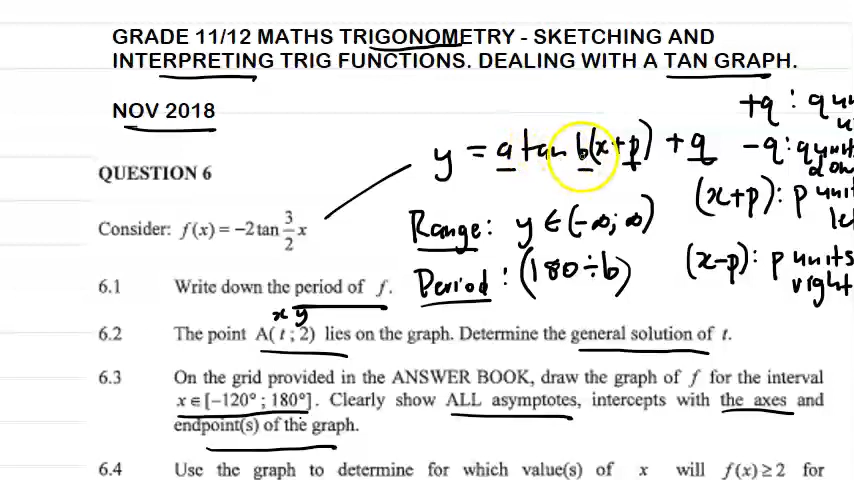 GRADE 11/12 MATHS TRIGONOMETRY - SKETCHING AND
INTERPRETING TRIG FUNCTIONS. DEALING WITH A TAN GRAPH.
NOV 2018
QUESTION 6
Consider: f(x) = −2 tan 3/2 x
y = a tan b(x+p) + q
Range: y ∈ (-∞; ∞)
Period: (180÷b)
+q : q un
-q: q unit
down
(x+p): p unit
le
(x-p): p units
right
6.1 Write down the period of f.
x y
6.2 The point A( t ; 2) lies on the graph. Determine the general solution of t.
6.3 On the grid provided in the ANSWER BOOK, draw the graph of f for the interval
x ∈ [−120° ; 180°]. Clearly show ALL asymptotes, intercepts with the axes and
endpoint(s) of the graph.
6.4 Use the graph to determine for which value(s) of x will f(x) ≥ 2 for